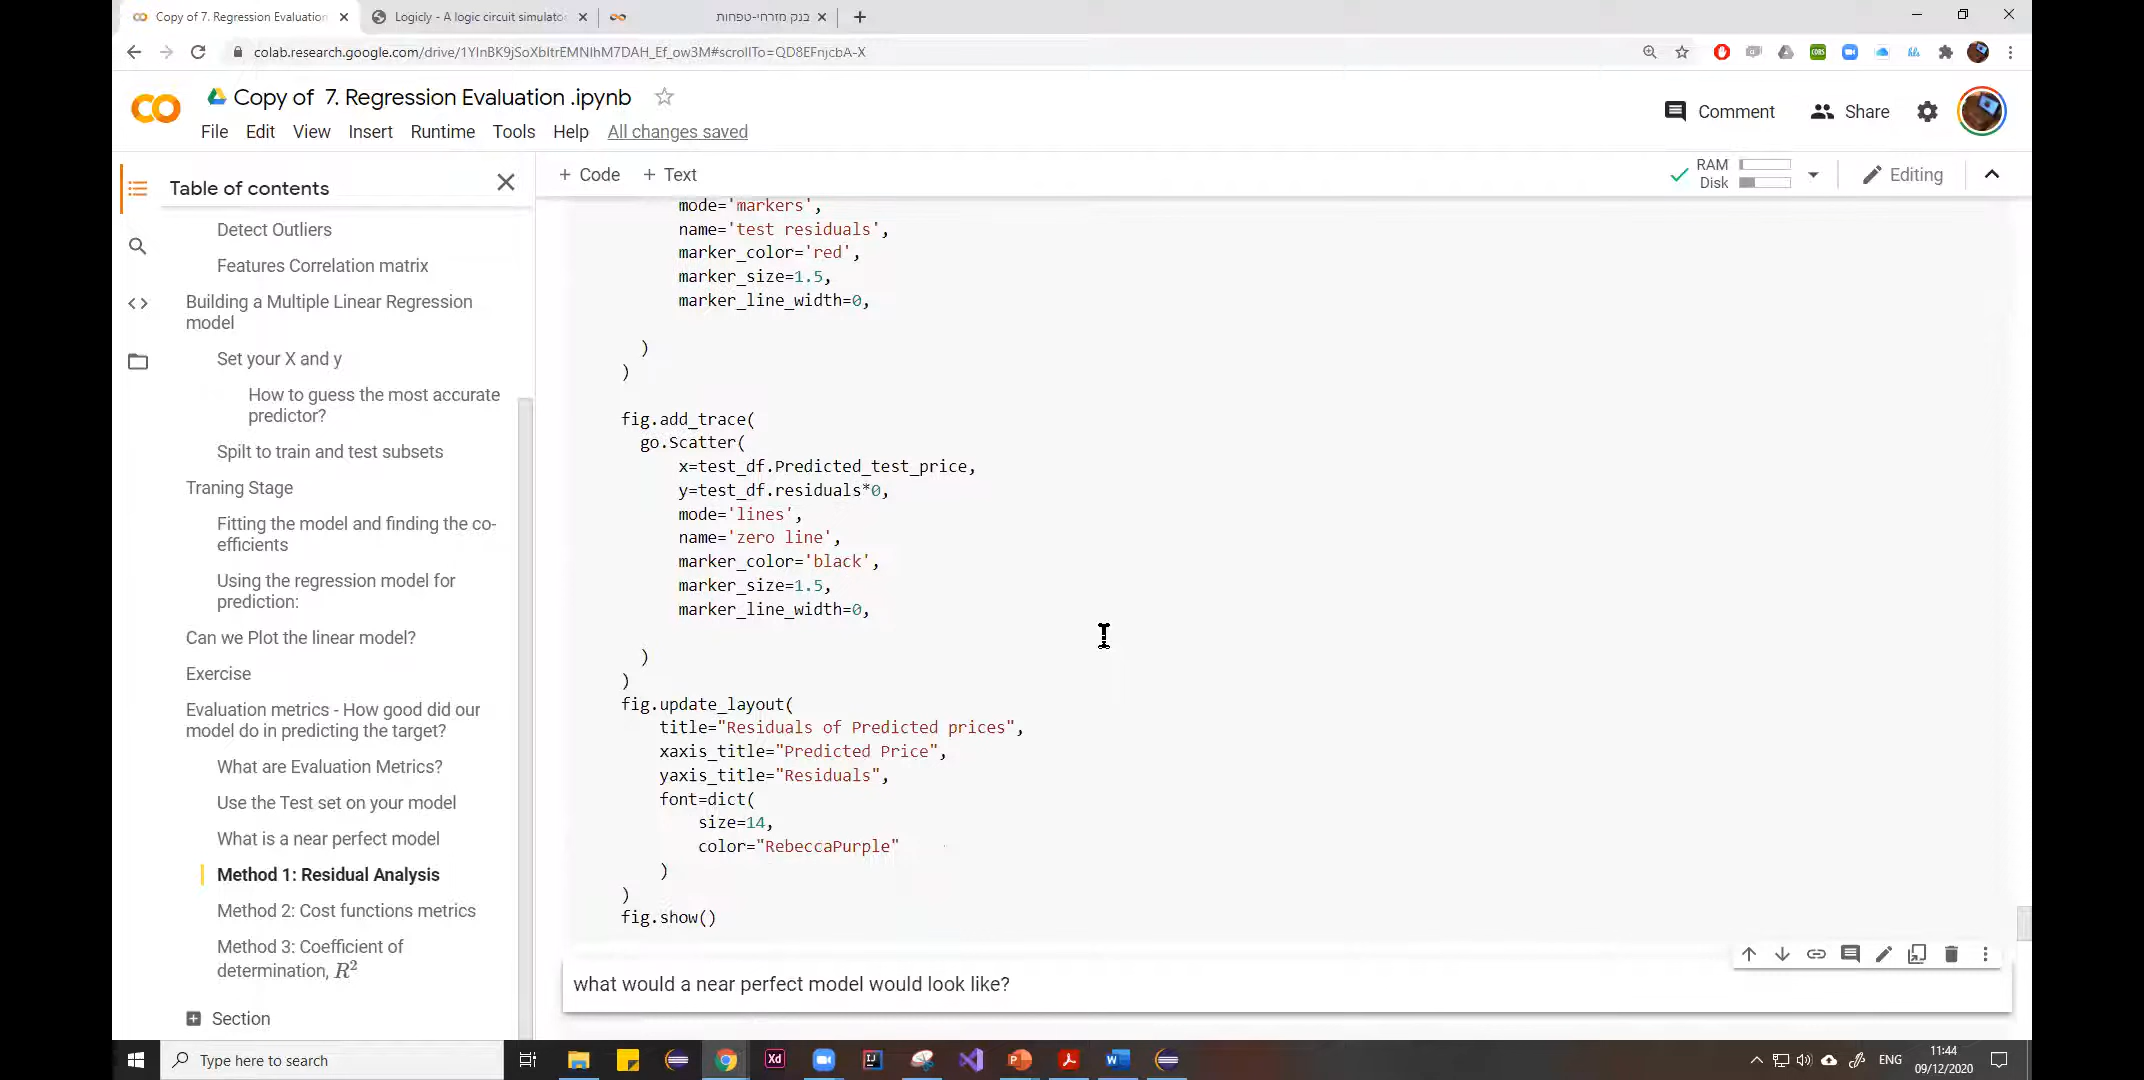 Copy of 7. Regression Evaluation
Logicly - A logic circuit simulato
בנק מזרחי-טפחות
colab.research.google.com/drive/1YlnBK9jSoXbltrEMNlhM7DAH_Ef_ow3M#scrollTo=QD8EFnjcbA-X
Copy of 7. Regression Evaluation .ipynb
Comment
Share
File Edit View Insert Runtime Tools Help All changes saved
Table of contents
+ Code + Text
RAM
Disk
Editing
Detect Outliers
Features Correlation matrix
Building a Multiple Linear Regression
model
Set your X and y
How to guess the most accurate
predictor?
Spilt to train and test subsets
Traning Stage
Fitting the model and finding the co-
efficients
Using the regression model for
prediction:
Can we Plot the linear model?
Exercise
Evaluation metrics - How good did our
model do in predicting the target?
What are Evaluation Metrics?
Use the Test set on your model
What is a near perfect model
Method 1: Residual Analysis
Method 2: Cost functions metrics
Method 3: Coefficient of
determination, R²
Section
mode='markers',
name='test residuals',
marker_color='red',
marker_size=1.5,
marker_line_width=0,
)
)
fig.add_trace(
go.Scatter(
x=test_df.Predicted_test_price,
y=test_df.residuals*0,
mode='lines',
name='zero line',
marker_color='black',
marker_size=1.5,
marker_line_width=0,
)
)
fig.update_layout(
title="Residuals of Predicted prices",
xaxis_title="Predicted Price",
yaxis_title="Residuals",
font=dict(
size=14,
color="RebeccaPurple"
)
)
fig.show()
what would a near perfect model would look like?
Type here to search
Xd
IJ
ENG
11:44
09/12/2020